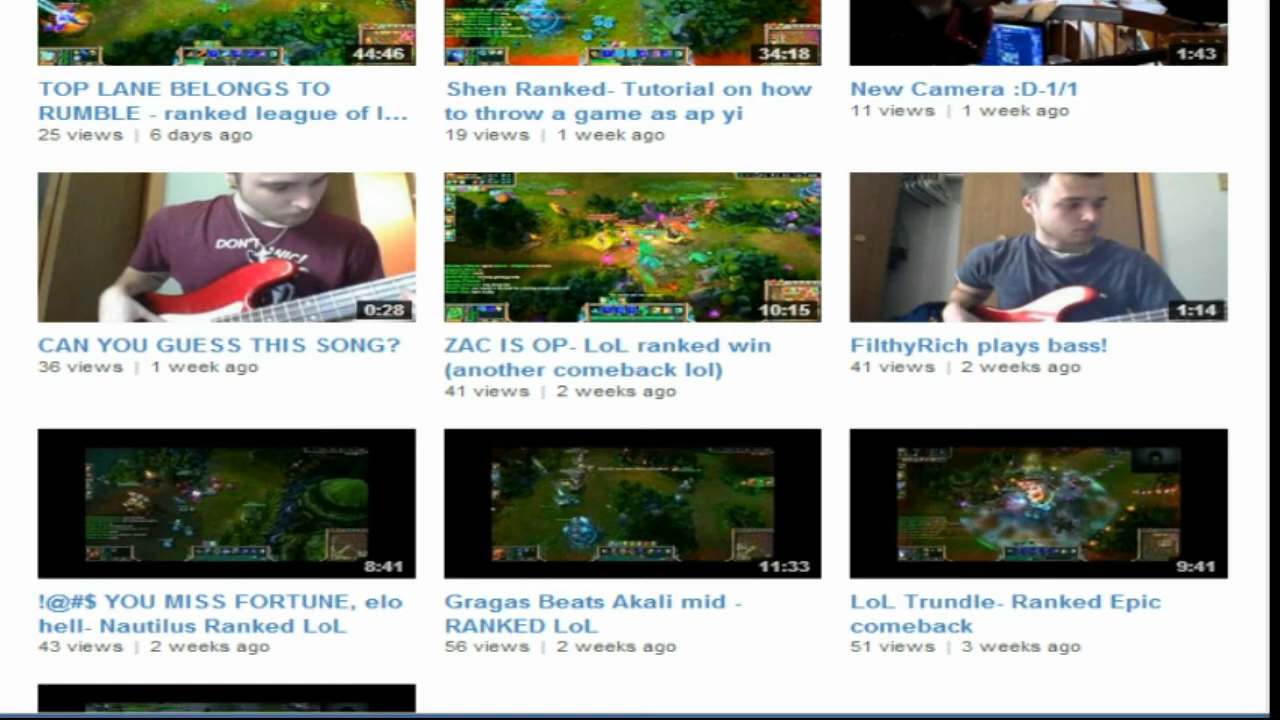 44:46
34:18
1:43
TOP LANE BELONGS TO
RUMBLE - ranked league of l...
25 views | 6 days ago
Shen Ranked- Tutorial on how
to throw a game as ap yi
19 views | 1 week ago
New Camera :D-1/1
11 views | 1 week ago
DON'T PANIC!
0:28
10:15
1:14
CAN YOU GUESS THIS SONG?
36 views | 1 week ago
ZAC IS OP- LoL ranked win
(another comeback lol)
41 views | 2 weeks ago
FilthyRich plays bass!
41 views | 2 weeks ago
8:41
11:33
9:41
!@#$ YOU MISS FORTUNE, elo
hell- Nautilus Ranked LoL
43 views | 2 weeks ago
Gragas Beats Akali mid -
RANKED LoL
56 views | 2 weeks ago
LoL Trundle- Ranked Epic
comeback
51 views | 3 weeks ago